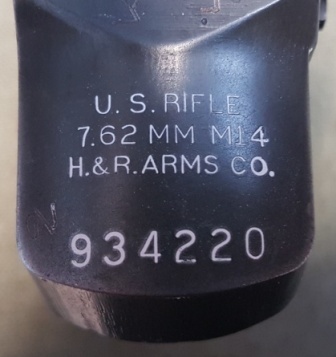 U. S. RIFLE
7.62 MM M14
H.& R. ARMS CO.
934220